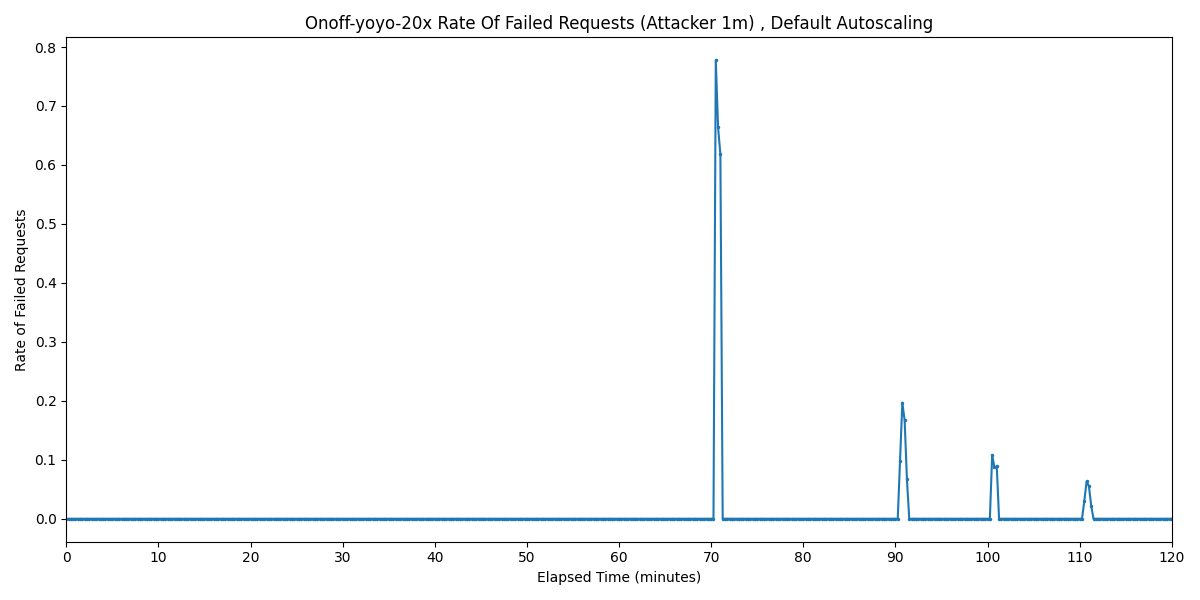 Onoff-yoyo-20x Rate Of Failed Requests (Attacker 1m) , Default Autoscaling
Rate of Failed Requests
0.8
0.7
0.6
0.5
0.4
0.3
0.2
0.1
0.0
0 10 20 30 40 50 60 70 80 90 100 110 120
Elapsed Time (minutes)